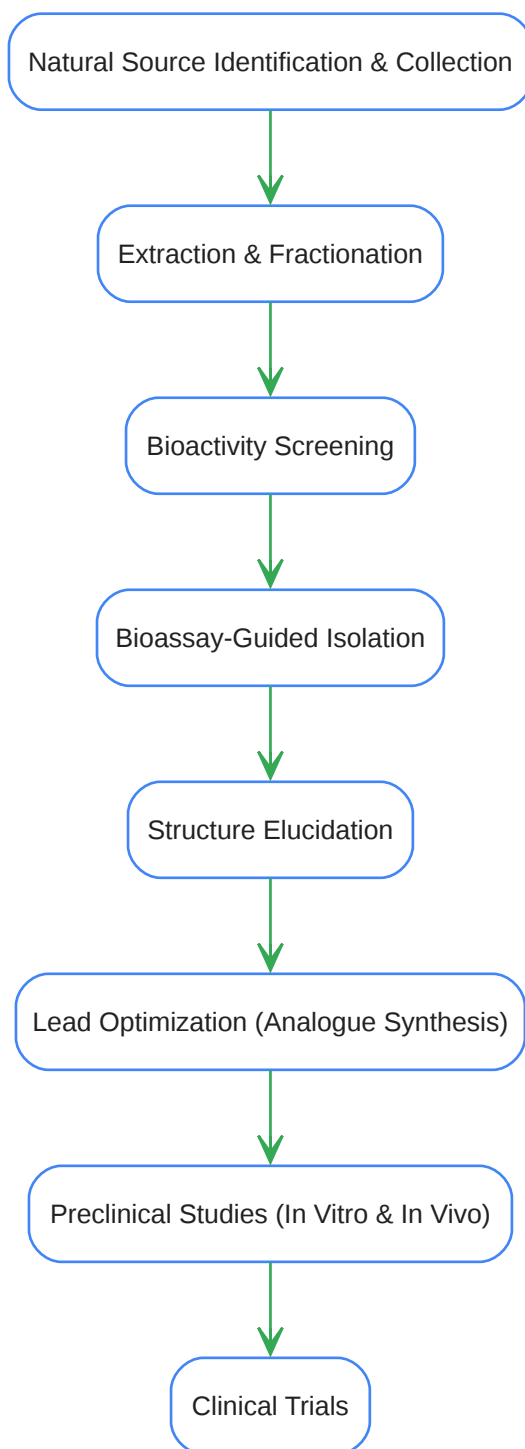 Natural Source Identification & Collection
Extraction & Fractionation
Bioactivity Screening
Bioassay-Guided Isolation
Structure Elucidation
Lead Optimization (Analogue Synthesis)
Preclinical Studies (In Vitro & In Vivo)
Clinical Trials